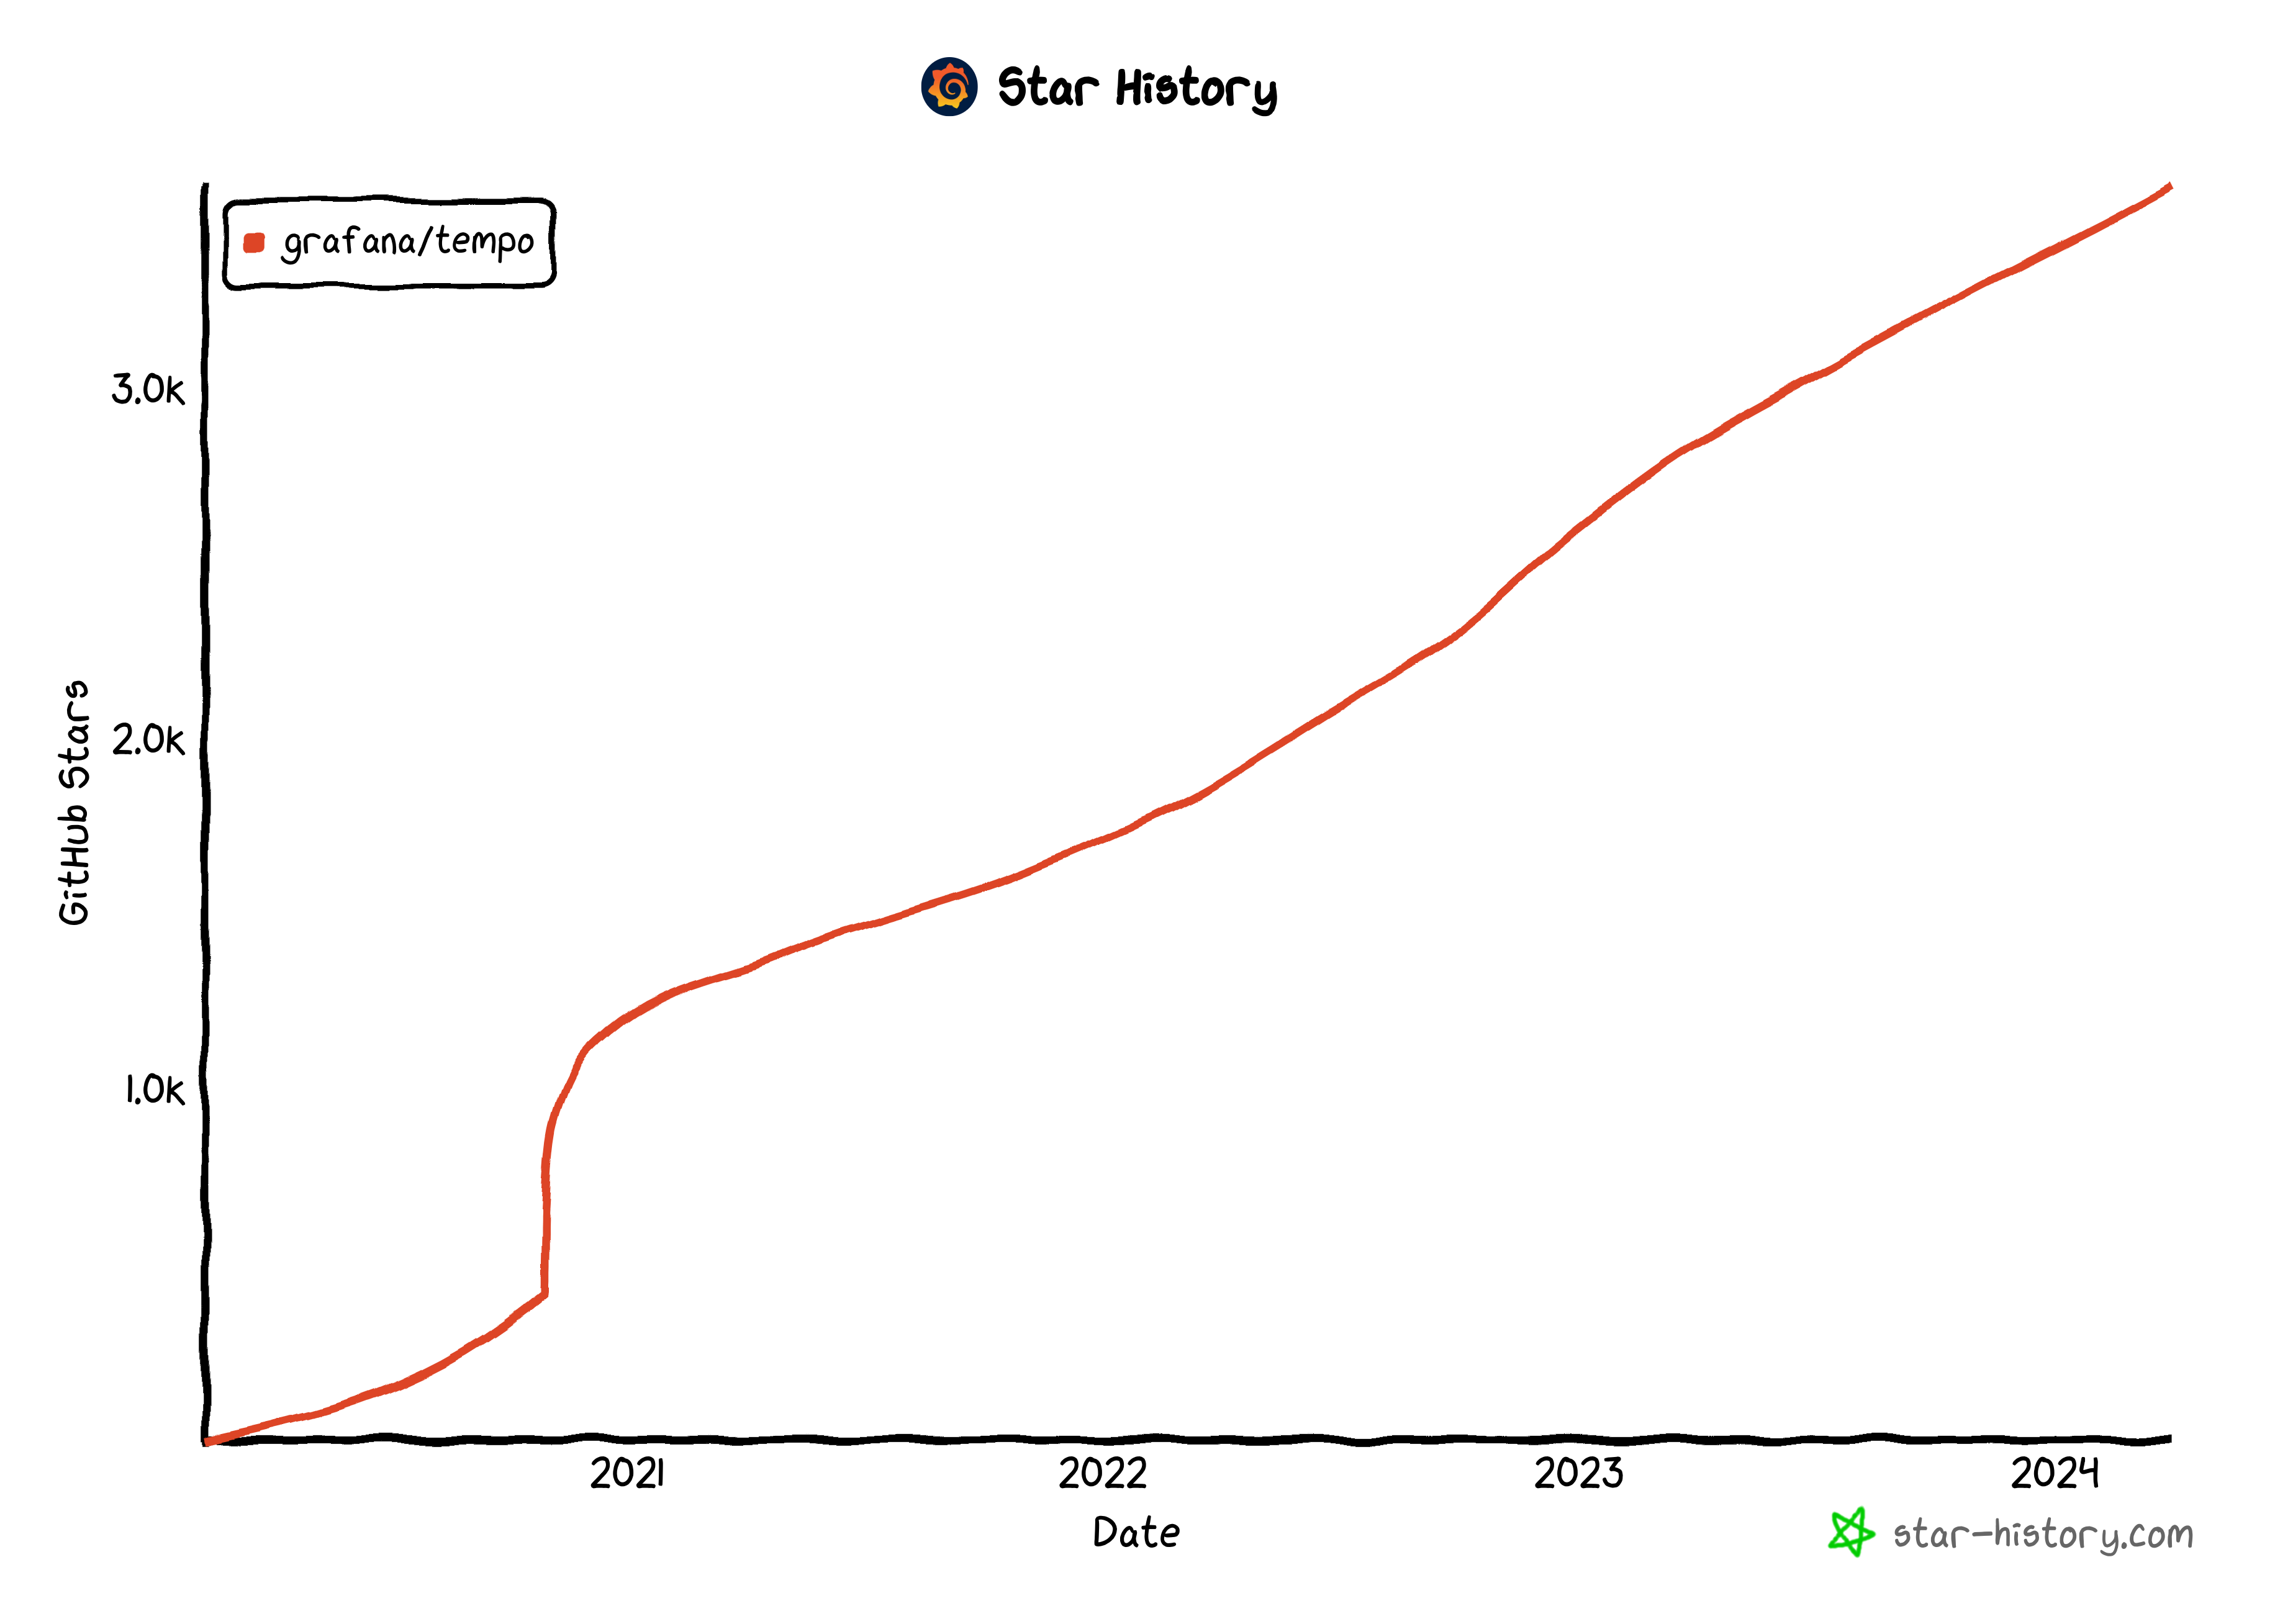 Star History
grafana/tempo
3.0K
2.0K
1.0K
GitHub Stars
2021
2022
2023
2024
Date
star-history.com